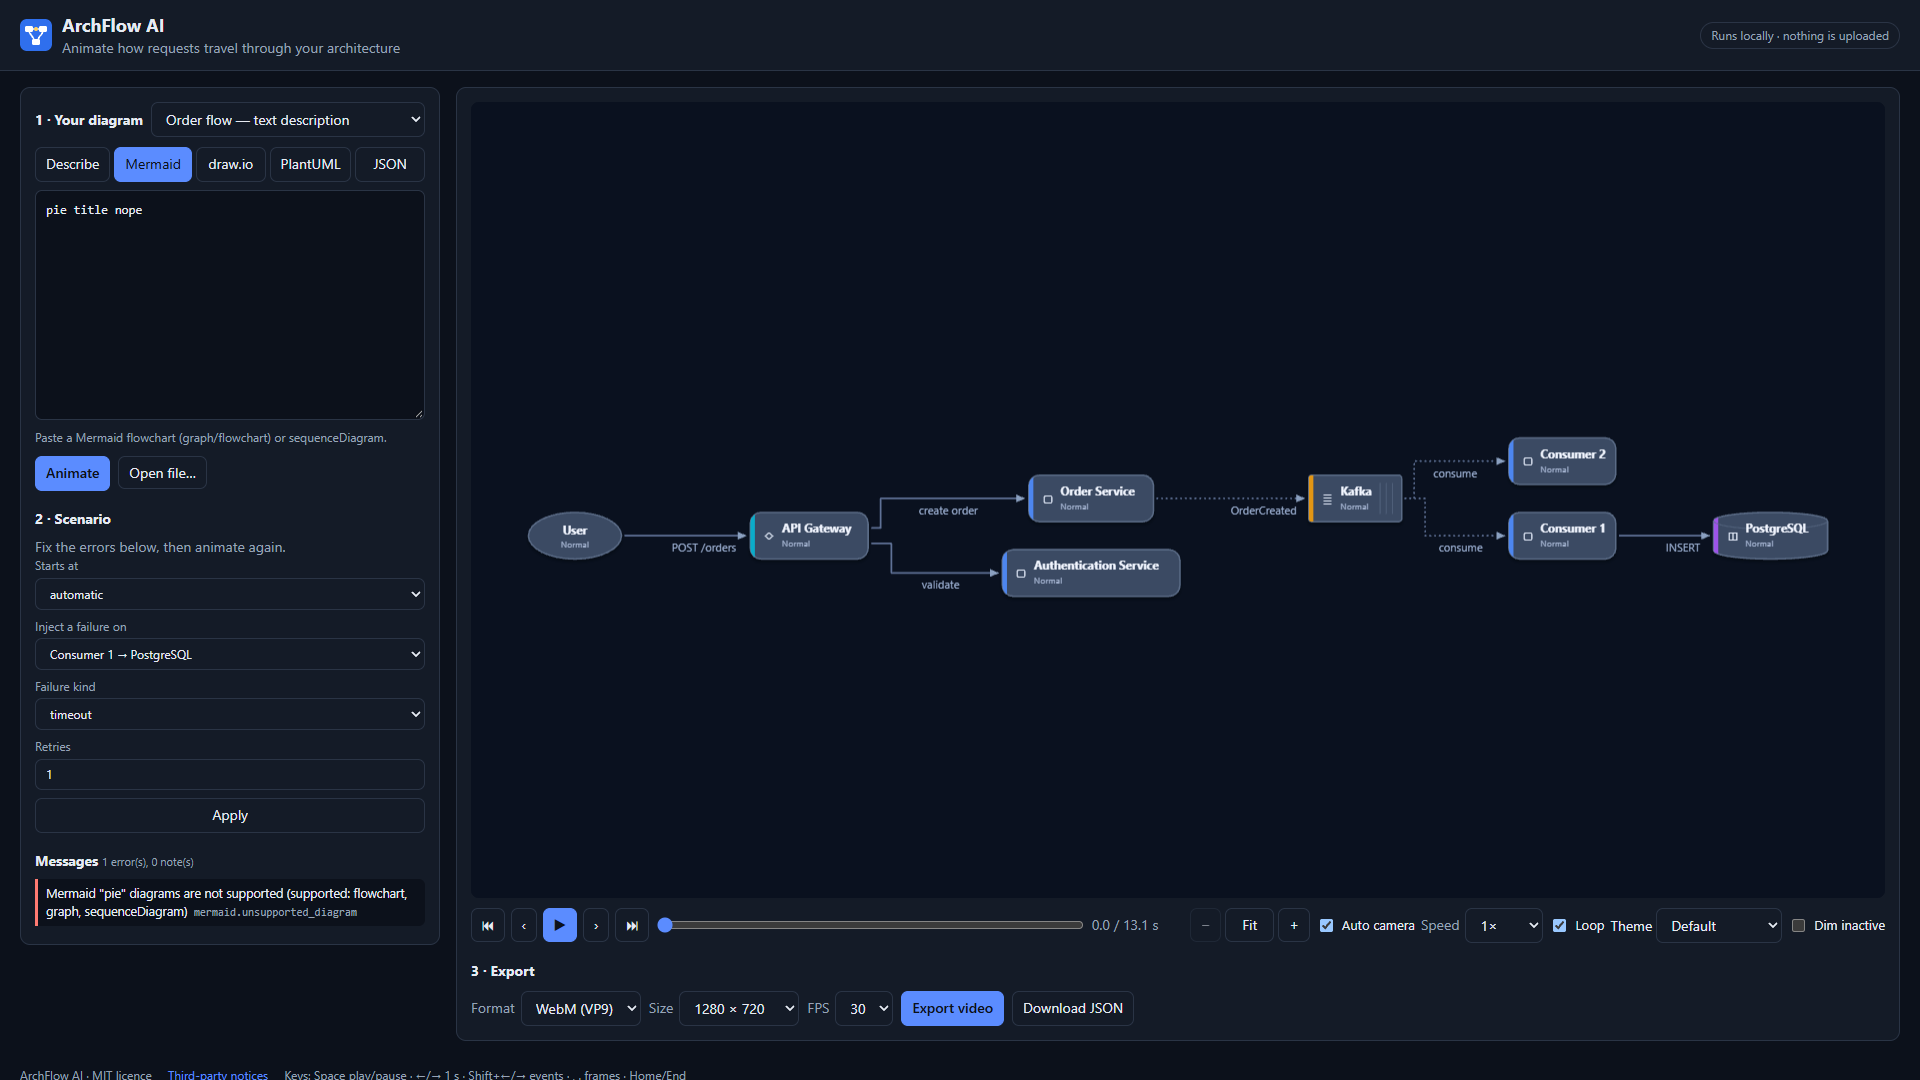 ArchFlow AI
Animate how requests travel through your architecture
Runs locally · nothing is uploaded
1 · Your diagram
Order flow — text description
Describe
Mermaid
draw.io
PlantUML
JSON
pie title nope
Paste a Mermaid flowchart (graph/flowchart) or sequenceDiagram.
Animate
Open file...
2 · Scenario
Fix the errors below, then animate again.
Starts at
automatic
Inject a failure on
Consumer 1 → PostgreSQL
Failure kind
timeout
Retries
1
Apply
Messages 1 error(s), 0 note(s)
Mermaid "pie" diagrams are not supported (supported: flowchart,
graph, sequenceDiagram) mermaid.unsupported_diagram
User
Normal
POST /orders
API Gateway
Normal
create order
validate
Order Service
Normal
Authentication Service
Normal
OrderCreated
Kafka
Normal
consume
consume
Consumer 2
Normal
Consumer 1
Normal
INSERT
PostgreSQL
Normal
0.0 / 13.1 s
Fit
Auto camera
Speed
1×
Loop
Theme
Default
Dim inactive
3 · Export
Format
WebM (VP9)
Size
1280 × 720
FPS
30
Export video
Download JSON
ArchFlow AI · MIT licence
Third-party notices
Keys: Space play/pause · ←/→ 1 s · Shift+←/→ events · , . frames · Home/End